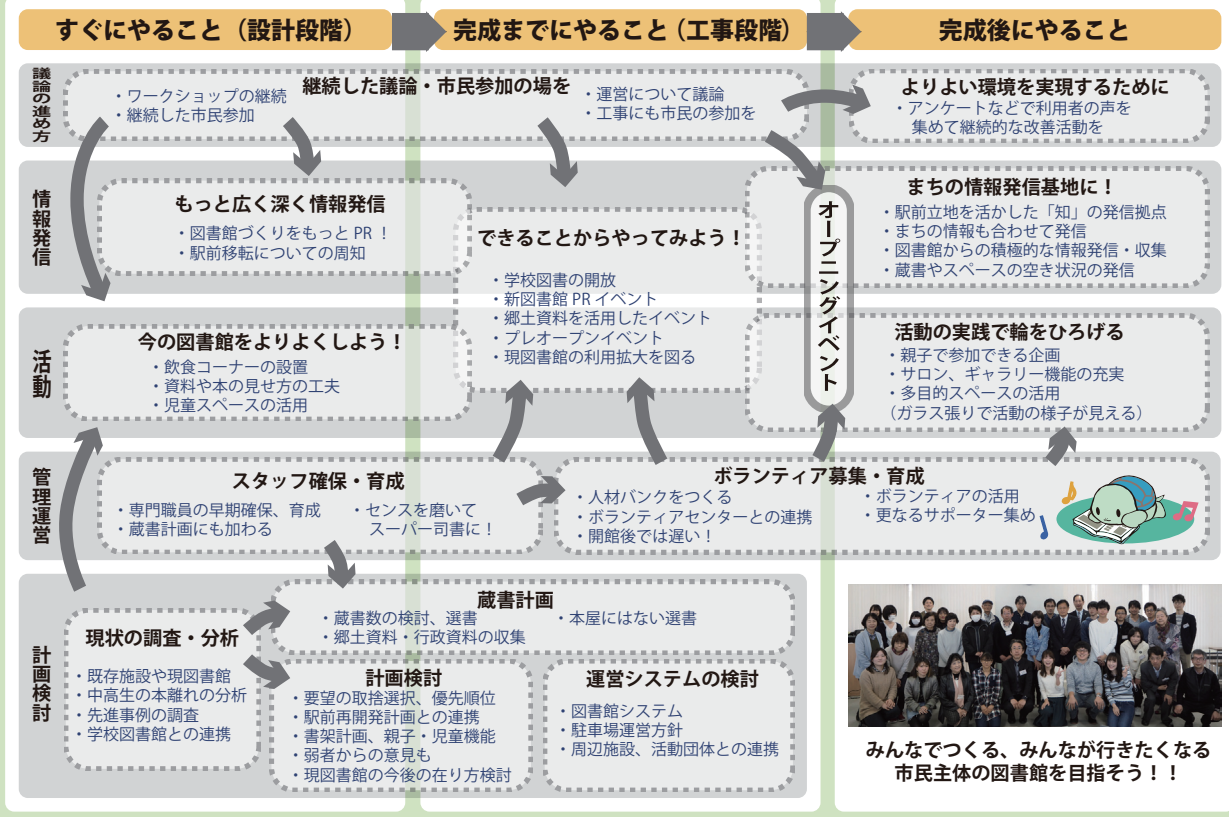 すぐにやること（設計段階）
完成までにやること（工事段階）
完成後にやること
議論の進め方
継続した議論・市民参加の場を
・ワークショップの継続
・継続した市民参加
・運営について議論
・工事にも市民の参加を
よりよい環境を実現するために
・アンケートなどで利用者の声を
集めて継続的な改善活動を
情報発信
もっと広く深く情報発信
・図書館づくりをもっと PR ！
・駅前移転についての周知
できることからやってみよう！
・学校図書の開放
・新図書館 PR イベント
・郷土資料を活用したイベント
・プレオープンイベント
・現図書館の利用拡大を図る
オープニングイベント
まちの情報発信基地に！
・駅前立地を活かした「知」の発信拠点
・まちの情報も合わせて発信
・図書館からの積極的な情報発信・収集
・蔵書やスペースの空き状況の発信
活動
今の図書館をよりよくしよう！
・飲食コーナーの設置
・資料や本の見せ方の工夫
・児童スペースの活用
活動の実践で輪をひろげる
・親子で参加できる企画
・サロン、ギャラリー機能の充実
・多目的スペースの活用
（ガラス張りで活動の様子が見える）
管理運営
スタッフ確保・育成
・専門職員の早期確保、育成
・蔵書計画にも加わる
・センスを磨いて
スーパー司書に！
ボランティア募集・育成
・人材バンクをつくる
・ボランティアセンターとの連携
・開館後では遅い！
・ボランティアの活用
・更なるサポーター集め
計画検討
現状の調査・分析
・既存施設や現図書館
・中高生の本離れの分析
・先進事例の調査
・学校図書館との連携
蔵書計画
・蔵書数の検討、選書
・郷土資料・行政資料の収集
・本屋にはない選書
計画検討
・要望の取捨選択、優先順位
・駅前再開発計画との連携
・書架計画、親子・児童機能
・弱者からの意見も
・現図書館の今後の在り方検討
運営システムの検討
・図書館システム
・駐車場運営方針
・周辺施設、活動団体との連携
みんなでつくる、みんなが行きたくなる
市民主体の図書館を目指そう！！